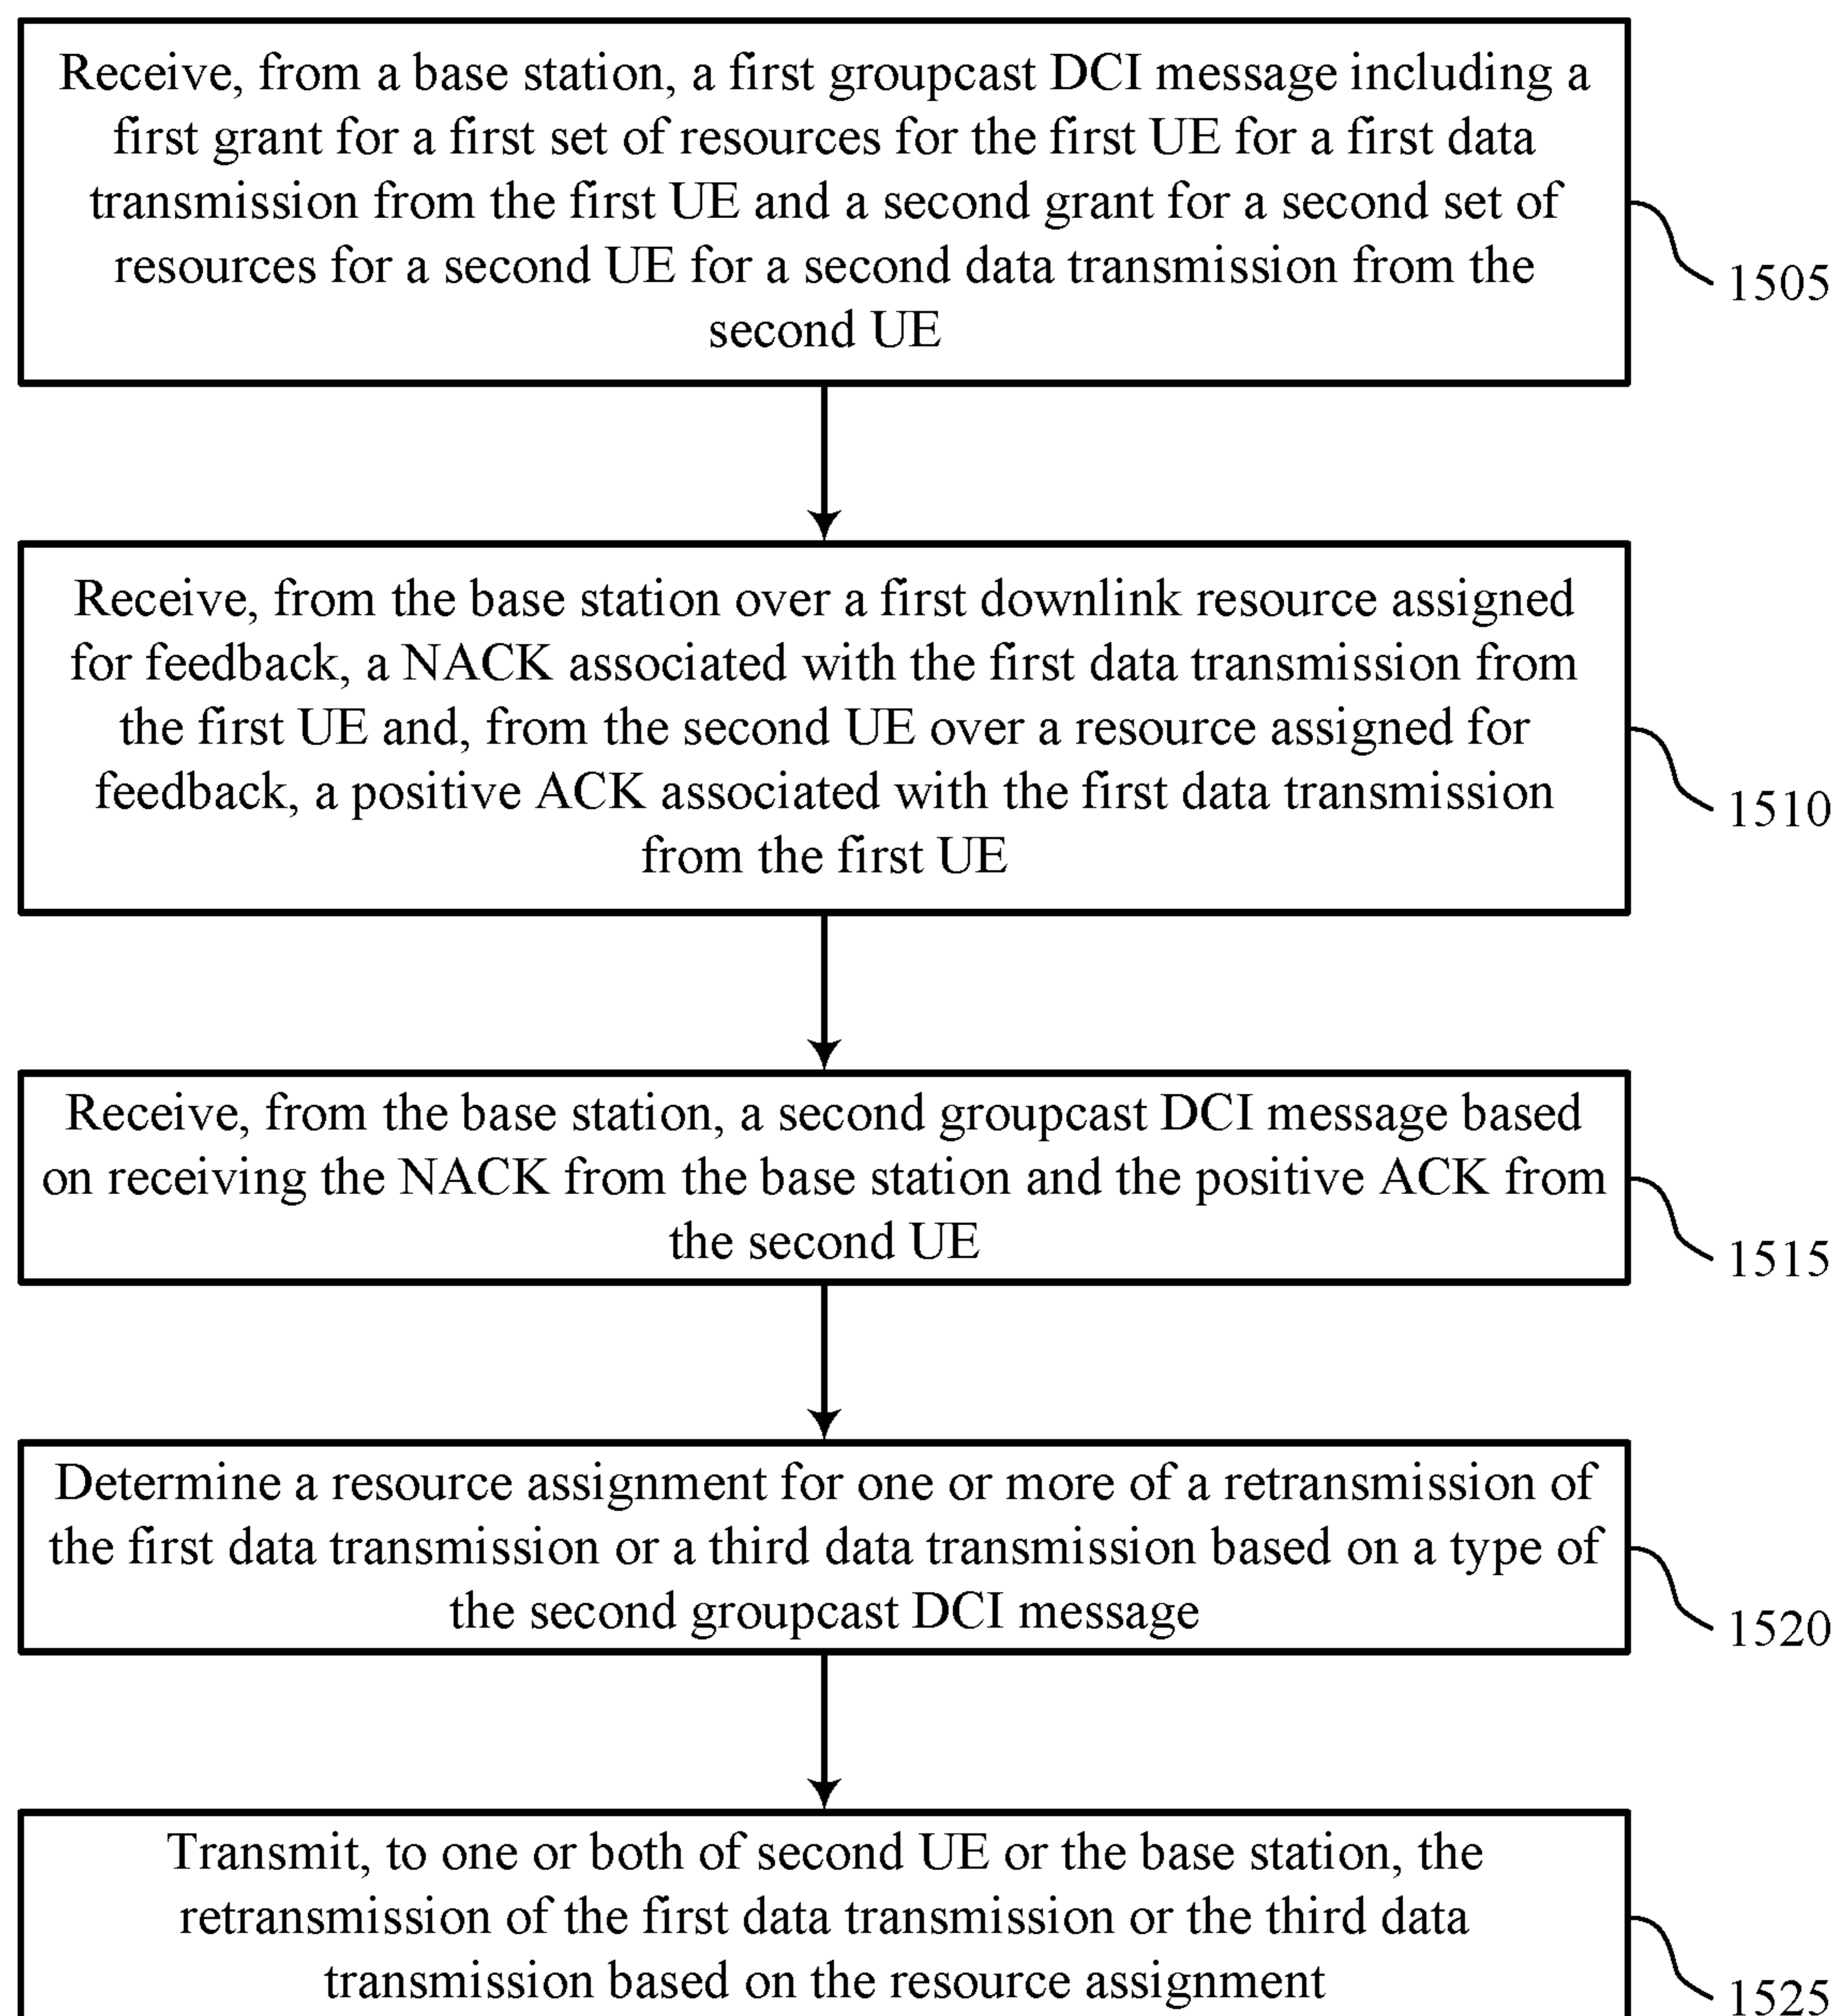 Receive, from a base station, a first groupcast DCI message including a
first grant for a first set of resources for the first UE for a first data
transmission from the first UE and a second grant for a second set of
resources for a second UE for a second data transmission from the
second UE
1505
Receive, from the base station over a first downlink resource assigned
for feedback, a NACK associated with the first data transmission from
the first UE and, from the second UE over a resource assigned for
feedback, a positive ACK associated with the first data transmission
from the first UE
1510
Receive, from the base station, a second groupcast DCI message based
on receiving the NACK from the base station and the positive ACK from
the second UE
1515
Determine a resource assignment for one or more of a retransmission of
the first data transmission or a third data transmission based on a type of
the second groupcast DCI message
1520
Transmit, to one or both of second UE or the base station, the
retransmission of the first data transmission or the third data
transmission based on the resource assignment
1525